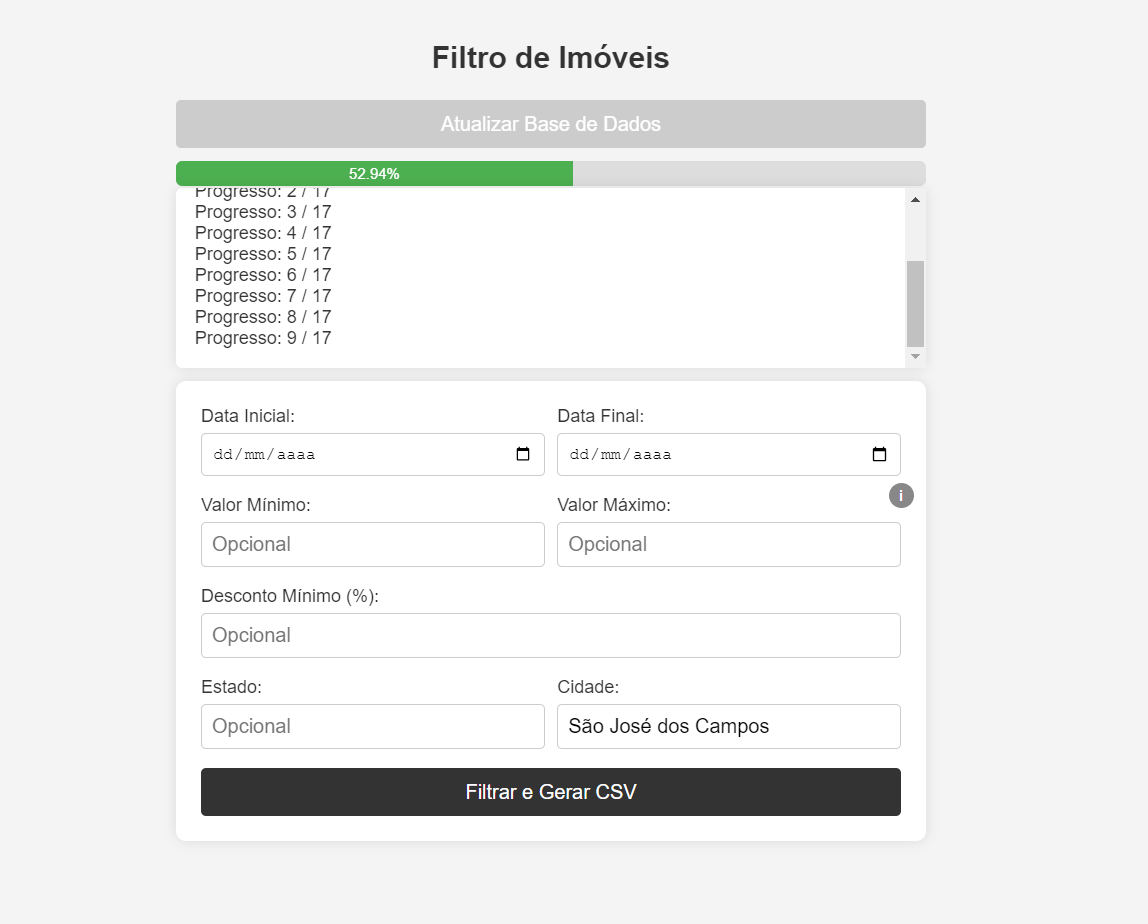 Filtro de Imóveis
Atualizar Base de Dados
52.94%
Progresso: 2 / 17
Progresso: 3 / 17
Progresso: 4 / 17
Progresso: 5 / 17
Progresso: 6 / 17
Progresso: 7 / 17
Progresso: 8 / 17
Progresso: 9 / 17
Data Inicial: Data Final:
dd/mm/aaaa dd/mm/aaaa
i
Valor Mínimo: Valor Máximo:
Opcional Opcional
Desconto Mínimo (%):
Opcional
Estado: Cidade:
Opcional São José dos Campos
Filtrar e Gerar CSV